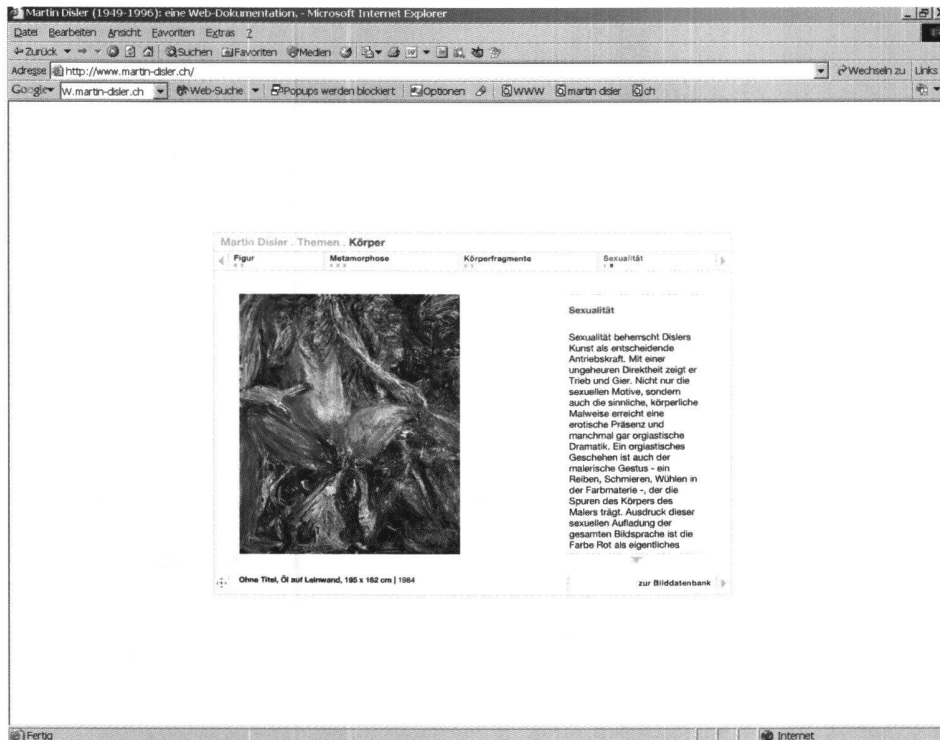 Martin Disler (1949-1996): eine Web-Dokumentation. - Microsoft Internet Explorer
Datei Bearbeiten Ansicht Favoriten Extras ?
Zurück Suchen Favoriten Medien
Adresse http://www.martin-disler.ch/ Wechseln zu Links
Google W.martin-disler.ch Web-Suche Popups werden blockiert Optionen WWW martin disler ch
Martin Disler . Themen . Körper
Figur Metamorphose Körperfragmente Sexualität
Sexualität
Sexualität beherrscht Dislers
Kunst als entscheidende
Antriebskraft. Mit einer
ungeheuren Direktheit zeigt er
Trieb und Gier. Nicht nur die
sexuellen Motive, sondern
auch die sinnliche, körperliche
Malweise erreicht eine
erotische Präsenz und
manchmal gar orgiastische
Dramatik. Ein orgiastisches
Geschehen ist auch der
malerische Gestus - ein
Reiben, Schmieren, Wühlen in
der Farbmaterie -, der die
Spuren des Körpers des
Malers trägt. Ausdruck dieser
sexuellen Aufladung der
gesamten Bildsprache ist die
Farbe Rot als eigentliches
Ohne Titel, Öl auf Leinwand, 195 x 162 cm | 1984
zur Bilddatenbank
Fertig Internet